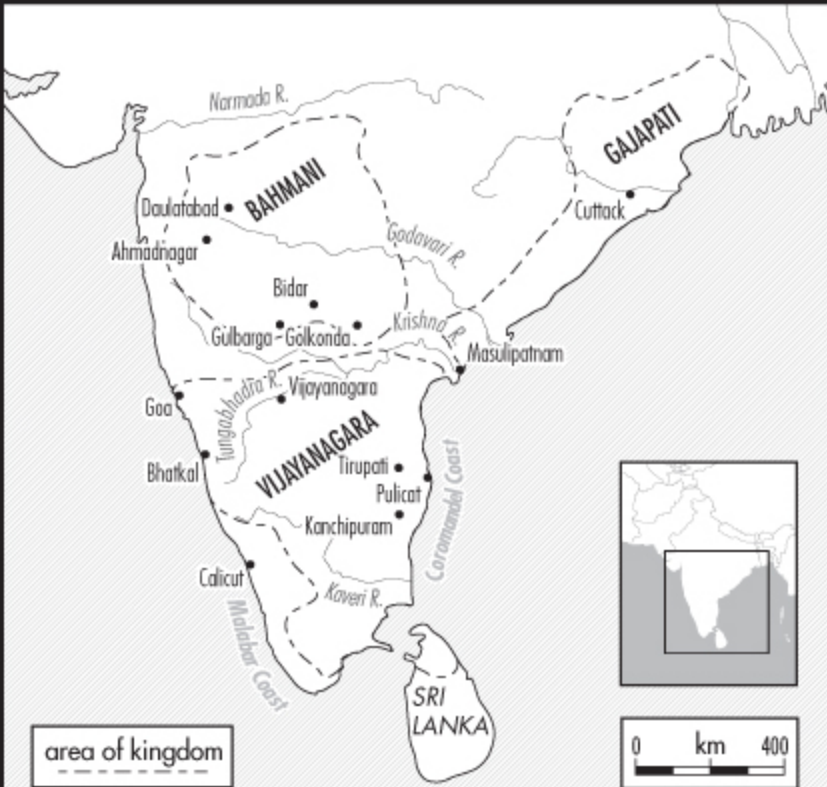 Narmada R.
GAJAPATI
BAHMANI
Daulatabad
Cuttack
Ahmadnagar
Godavari R.
Bidar
Krishna R.
Gulbarga
Golkonda
Masulipatnam
Tungabhadra R.
Vijayanagara
Goa
VIJAYANAGARA
Bhatkal
Tirupati
Pulicat
Coromandel Coast
Kanchipuram
Calicut
Kaveri R.
Malabar Coast
SRI
LANKA
area of kingdom
0 km 400